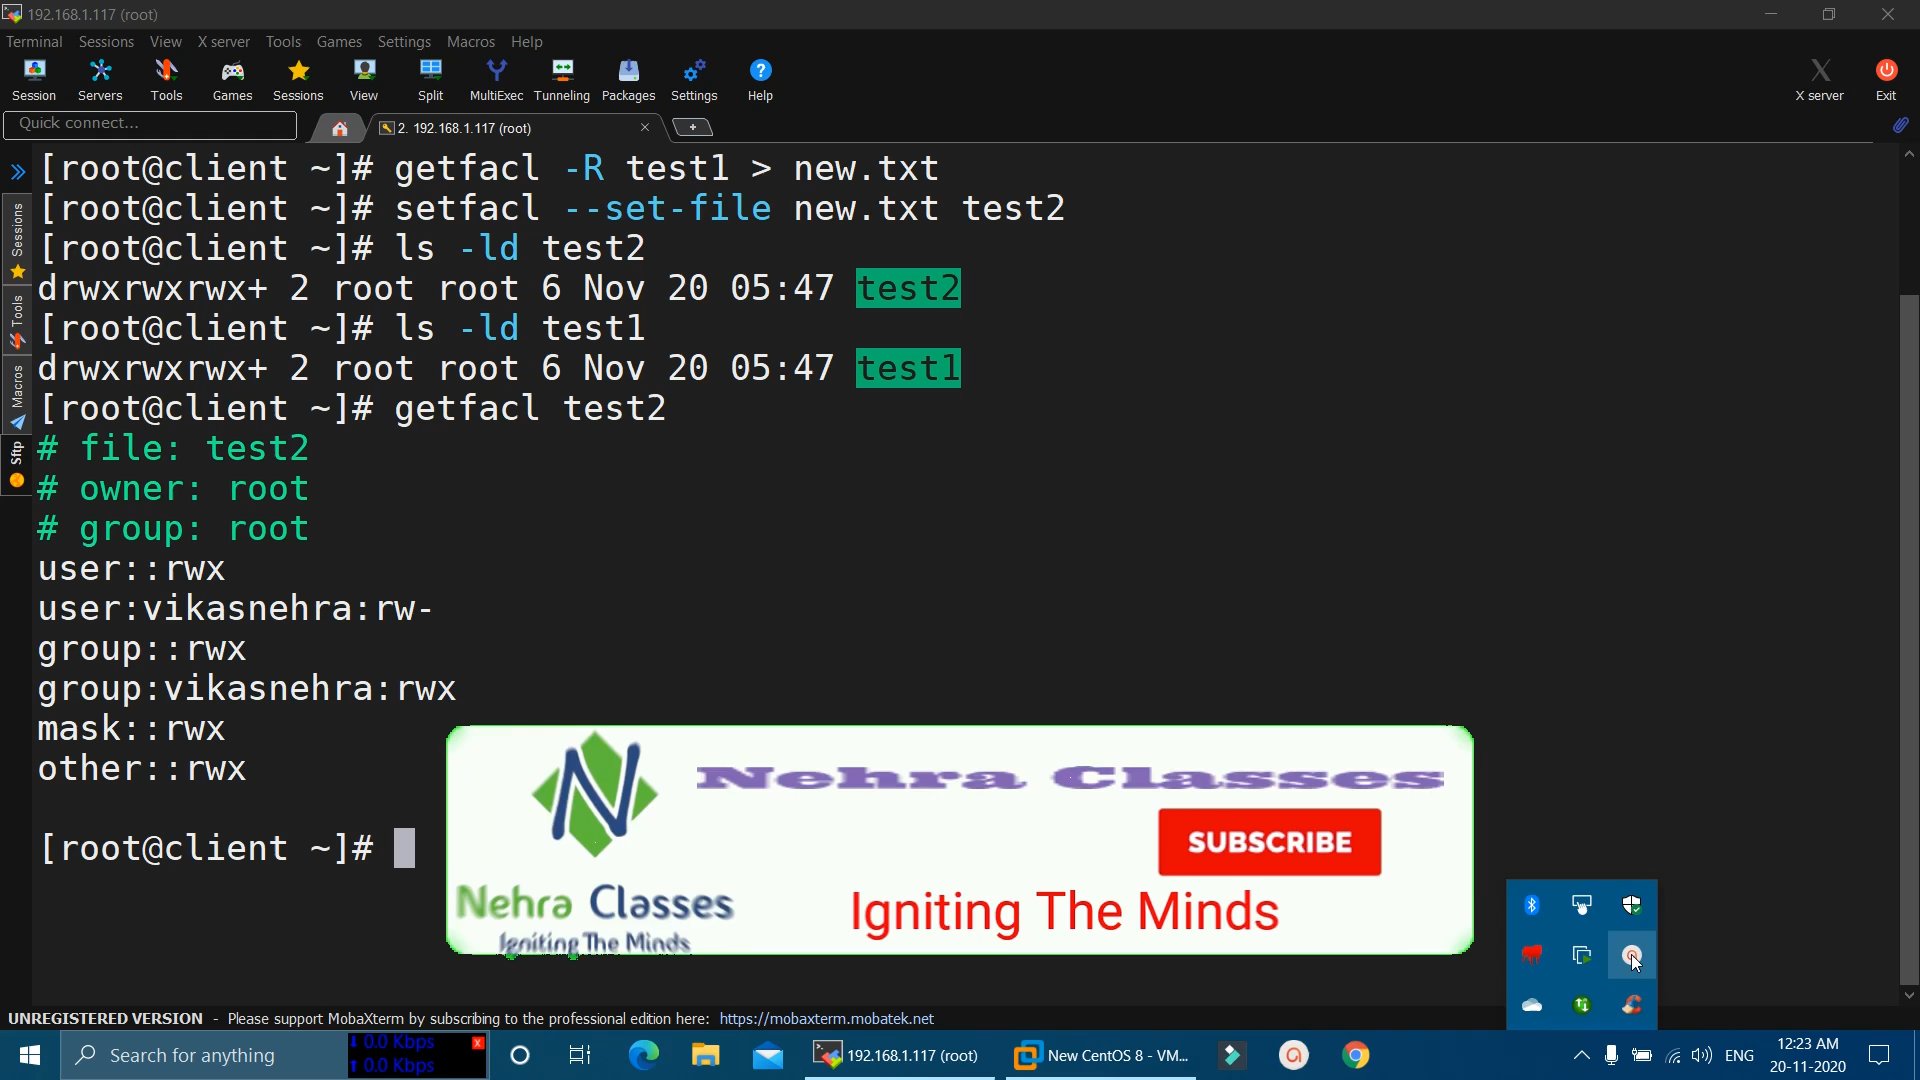 192.168.1.117 (root)
Terminal Sessions View X server Tools Games Settings Macros Help
Session Servers Tools Games Sessions View Split MultiExec Tunneling Packages Settings Help X server Exit
Quick connect...
2. 192.168.1.117 (root)
[root@client ~]# getfacl -R test1 > new.txt
[root@client ~]# setfacl --set-file new.txt test2
[root@client ~]# ls -ld test2
drwxrwxrwx+ 2 root root 6 Nov 20 05:47 test2
[root@client ~]# ls -ld test1
drwxrwxrwx+ 2 root root 6 Nov 20 05:47 test1
[root@client ~]# getfacl test2
# file: test2
# owner: root
# group: root
user::rwx
user:vikasnehra:rw-
group::rwx
group:vikasnehra:rwx
mask::rwx
other::rwx
[root@client ~]#
Sessions
Tools
Macros
Sftp
Nehra Classes
SUBSCRIBE
Nehra Classes
Igniting The Minds
Igniting The Minds
UNREGISTERED VERSION - Please support MobaXterm by subscribing to the professional edition here: https://mobaxterm.mobatek.net
Search for anything
0.0 Kbps
0.0 Kbps
192.168.1.117 (root)
New CentOS 8 - VM...
ENG
12:23 AM
20-11-2020